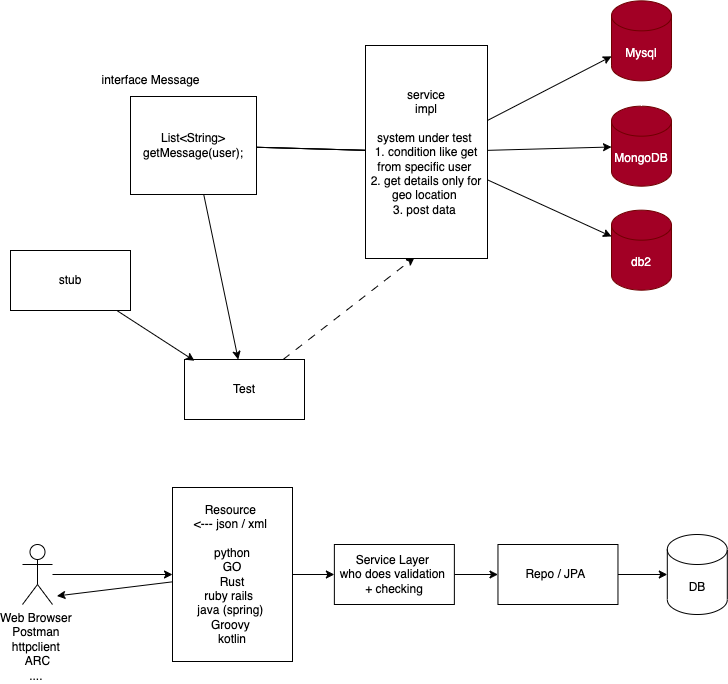 Mysql
interface Message
service
impl
List<String>
getMessage(user);
system under test
1. condition like get
from specific user
2. get details only for
geo location
3. post data
MongoDB
db2
stub
Test
Resource
<--- json / xml
python
GO
Rust
ruby rails
java (spring)
Groovy
kotlin
Service Layer
who does validation
+ checking
Repo / JPA
DB
Web Browser
Postman
httpclient
ARC
....